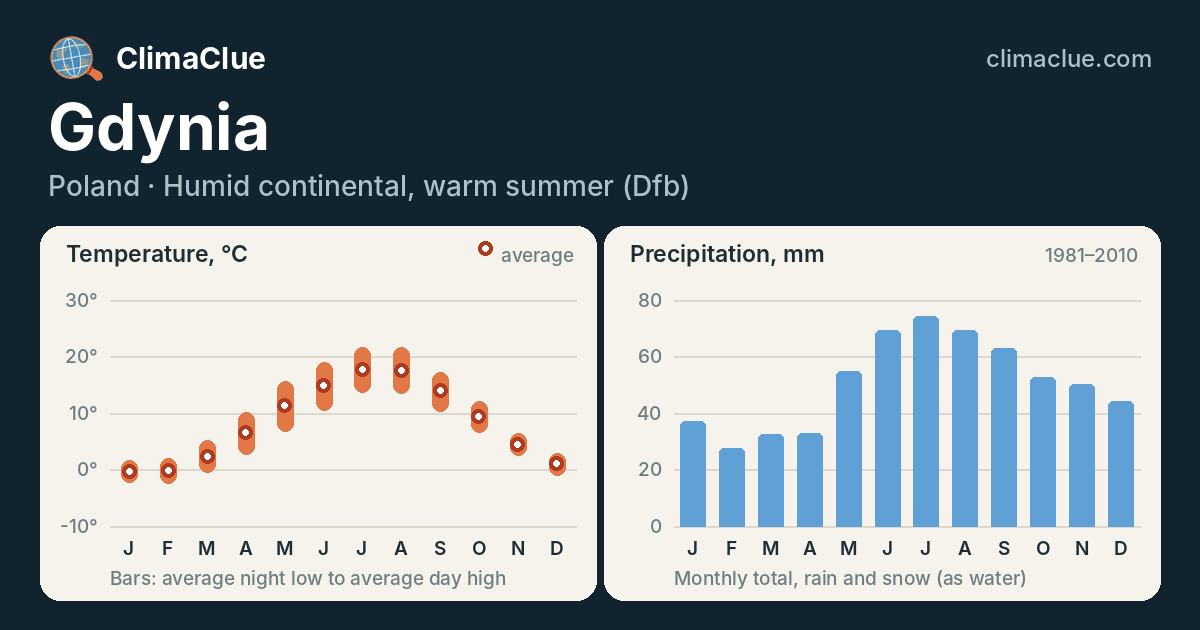 ClimaClue
climaclue.com
Gdynia
Poland · Humid continental, warm summer (Dfb)
Temperature, °C
average
30°
20°
10°
0°
-10°
J F M A M J J A S O N D
Bars: average night low to average day high
Precipitation, mm
1981–2010
80
60
40
20
0
J F M A M J J A S O N D
Monthly total, rain and snow (as water)